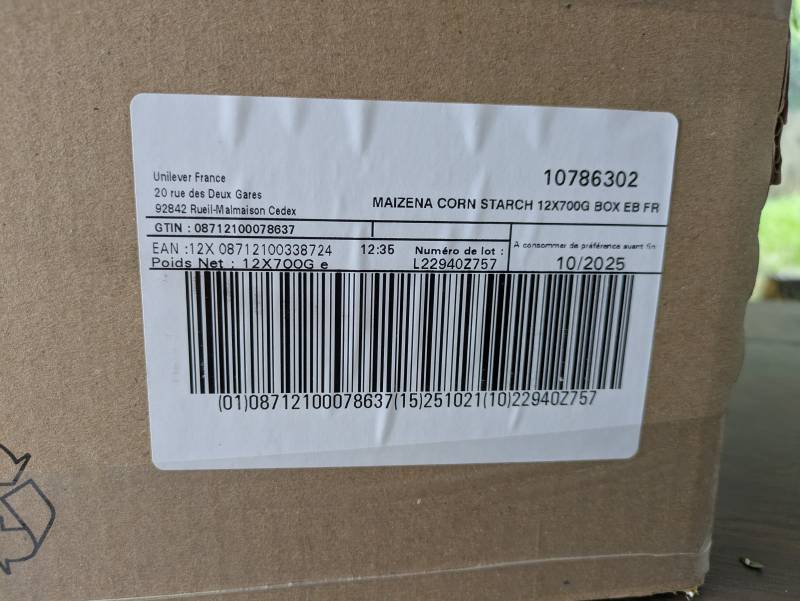 Unilever France
20 rue des Deux Gares
92842 Rueil-Malmaison Cedex
10786302
MAIZENA CORN STARCH 12X700G BOX EB FR
GTIN : 08712100078637
EAN :12X 08712100338724
12:35
Poids Net : 12X700G e
Numéro de lot :
L22940Z757
A consommer de préférence avant fin
10/2025
(01)08712100078637(15)251021(10)22940Z757